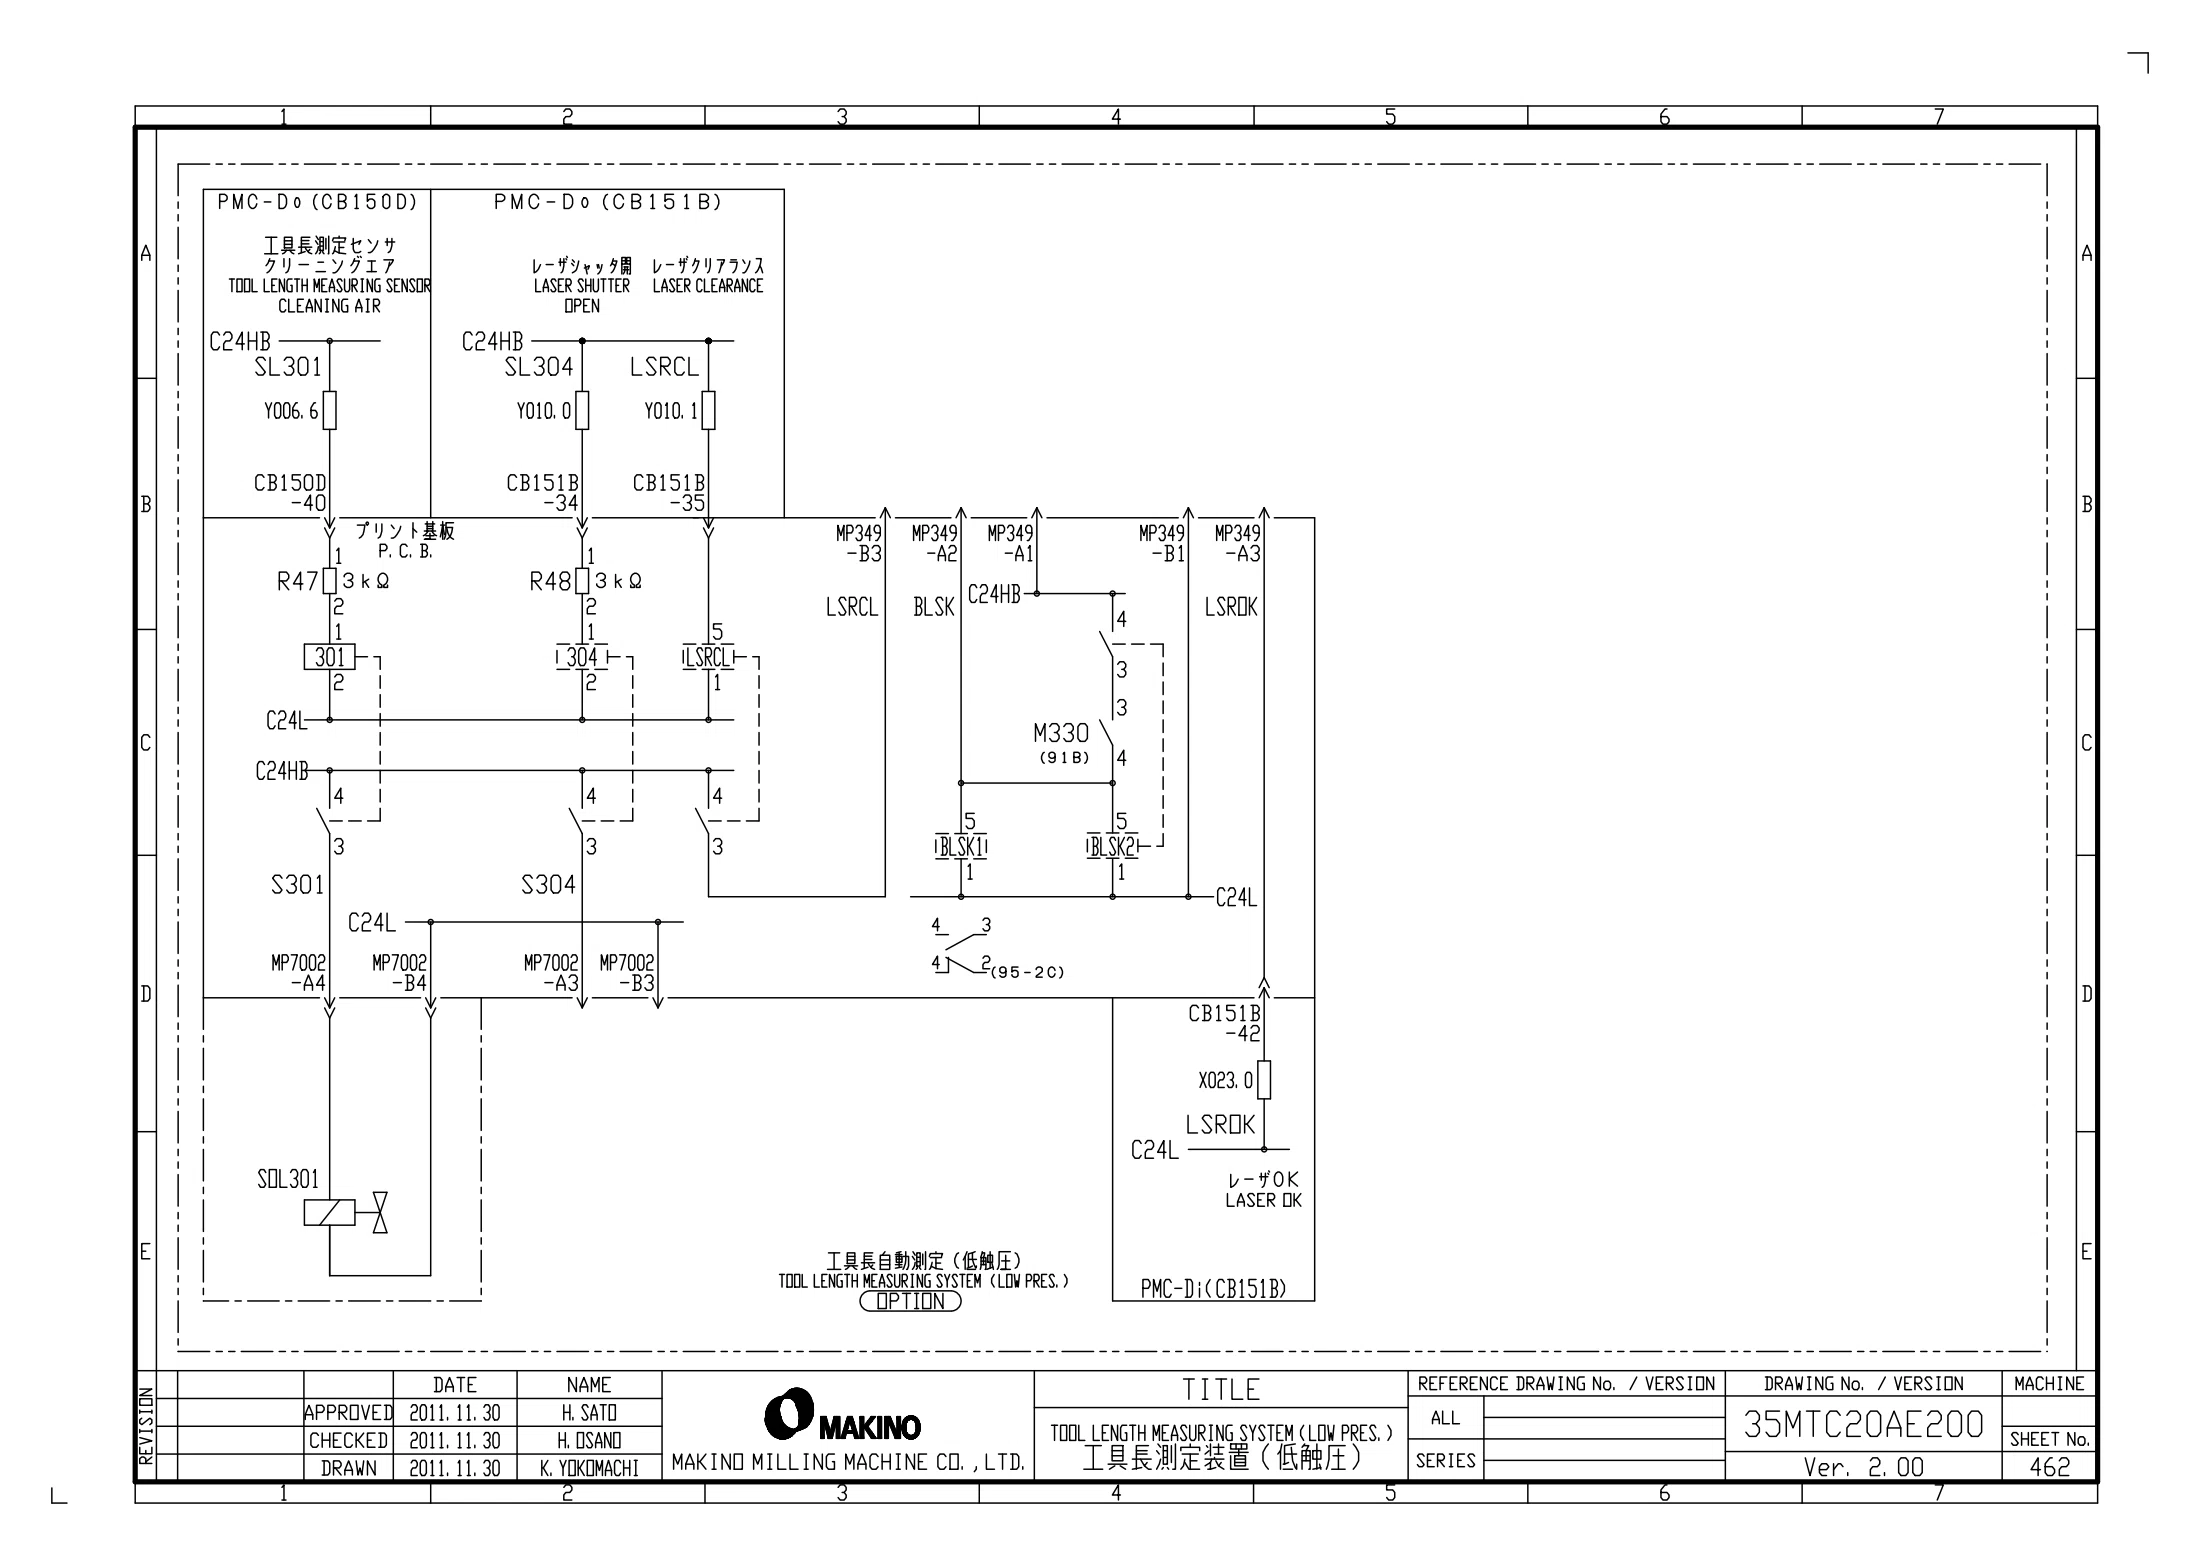 1 2 3 4 5 6 7
A
B
C
D
E
A
B
C
D
E
PMC-Do (CB150D)
工具長測定センサ
クリーニングエア
TOOL LENGTH MEASURING SENSOR
CLEANING AIR
C24HB
SL301
Y006. 6
CB150D
-40
PMC-Do (CB151B)
レーザシャッタ開
LASER SHUTTER
OPEN
レーザクリアランス
LASER CLEARANCE
C24HB
SL304
LSRCL
Y010. 0
Y010. 1
CB151B
-34
CB151B
-35
プリント基板
P. C. B.
1
R47 3kΩ
2
1
301
2
1
R48 3kΩ
2
1
304
2
5
LSRCL
1
C24L
C24HB
4
3
4
3
4
3
S301
S304
C24L
MP7002
-A4
MP7002
-B4
MP7002
-A3
MP7002
-B3
MP349
-B3
MP349
-A2
MP349
-A1
MP349
-B1
MP349
-A3
LSRCL
BLSK
C24HB
LSROK
4
3
3
M330
(91B)
4
5
BLSK1
1
5
BLSK2
1
C24L
4 3
4 2
(95-2C)
CB151B
-42
X023. 0
LSROK
C24L
レーザOK
LASER OK
PMC-Di(CB151B)
SOL301
工具長自動測定（低触圧）
TOOL LENGTH MEASURING SYSTEM (LOW PRES.)
OPTION
REVISION
DATE NAME
APPROVED 2011. 11. 30 H. SATO
CHECKED 2011. 11. 30 H. OSANO
DRAWN 2011. 11. 30 K. YOKOMACHI
MAKINO
MAKINO MILLING MACHINE CO. , LTD.
TITLE
TOOL LENGTH MEASURING SYSTEM (LOW PRES.)
工具長測定装置（低触圧）
REFERENCE DRAWING No. / VERSION
ALL
SERIES
DRAWING No. / VERSION
35MTC20AE200
Ver. 2. 00
MACHINE
SHEET No.
462
1 2 3 4 5 6 7